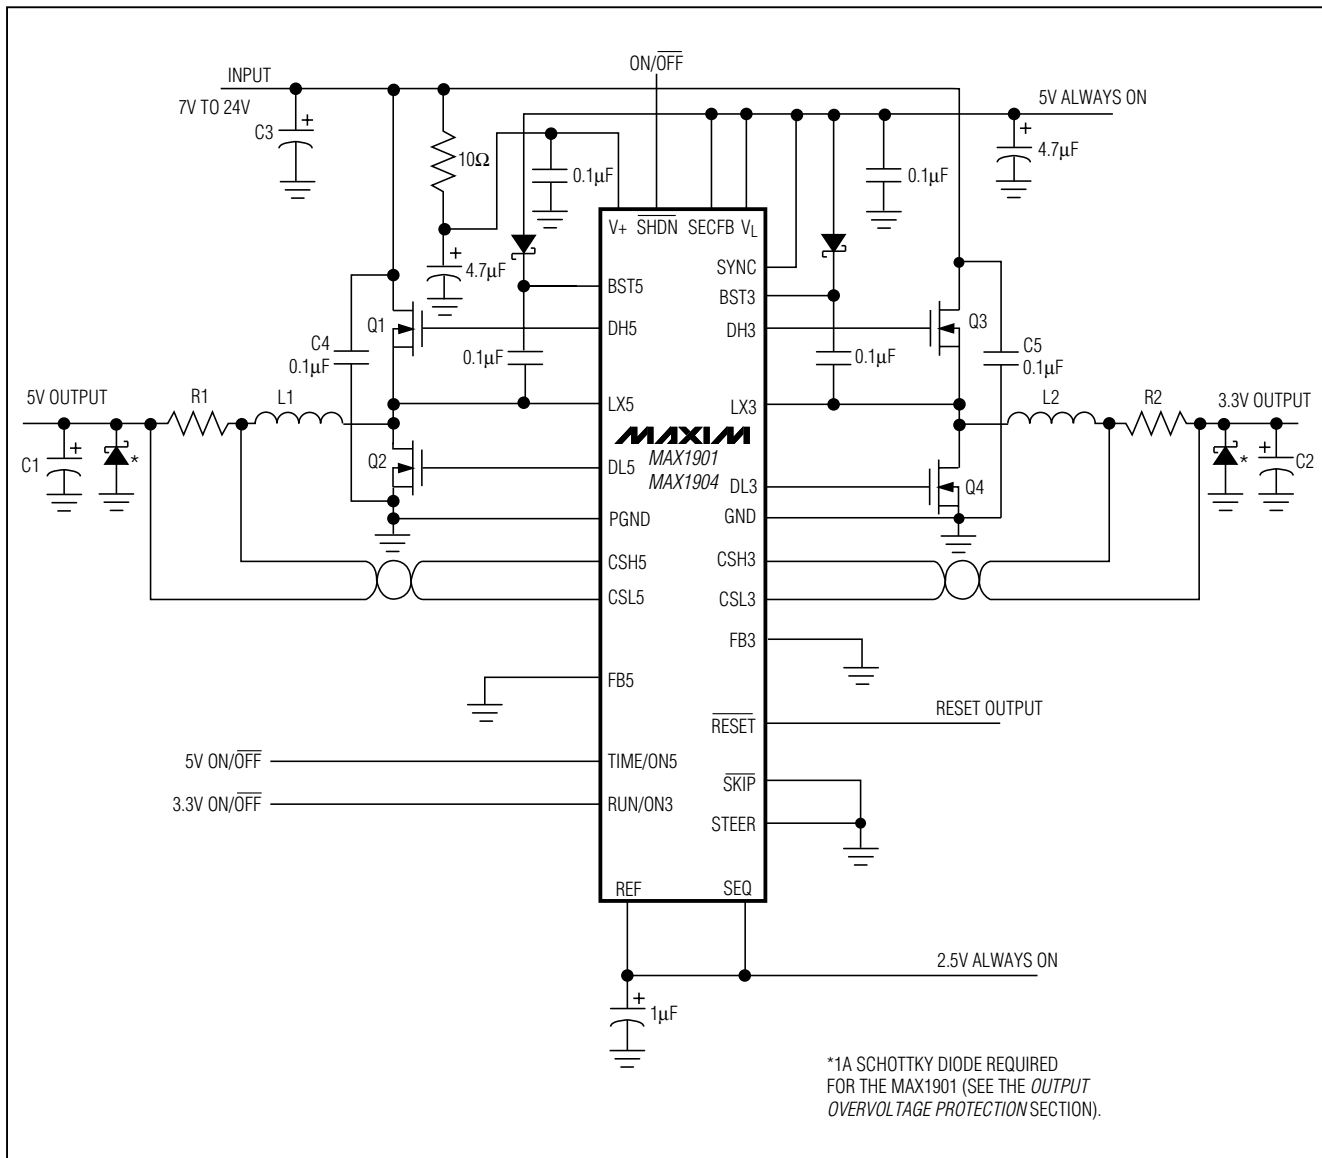 ON/OFF
INPUT
7V TO 24V
5V ALWAYS ON
C3
+
10Ω
0.1µF
0.1µF
+
4.7µF
V+
SHDN
SECFB
VL
+
4.7µF
SYNC
BST5
BST3
Q1
DH5
DH3
Q3
C4
0.1µF
0.1µF
0.1µF
C5
0.1µF
5V OUTPUT
R1
L1
LX5
LX3
L2
R2
3.3V OUTPUT
MAXIM
MAX1901
MAX1904
C1
+
*
Q2
DL5
DL3
Q4
*
+
C2
PGND
GND
CSH5
CSH3
CSL5
CSL3
FB3
FB5
RESET
RESET OUTPUT
5V ON/OFF
TIME/ON5
SKIP
3.3V ON/OFF
RUN/ON3
STEER
REF
SEQ
2.5V ALWAYS ON
+
1µF
*1A SCHOTTKY DIODE REQUIRED
FOR THE MAX1901 (SEE THE OUTPUT
OVERVOLTAGE PROTECTION SECTION).